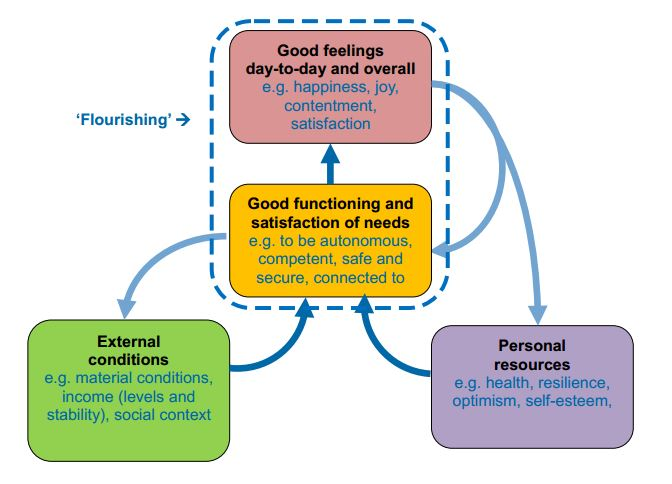 Good feelings
day-to-day and overall
e.g. happiness, joy,
contentment,
satisfaction
‘Flourishing’ →
Good functioning and
satisfaction of needs
e.g. to be autonomous,
competent, safe and
secure, connected to
External
conditions
e.g. material conditions,
income (levels and
stability), social context
Personal
resources
e.g. health, resilience,
optimism, self-esteem,